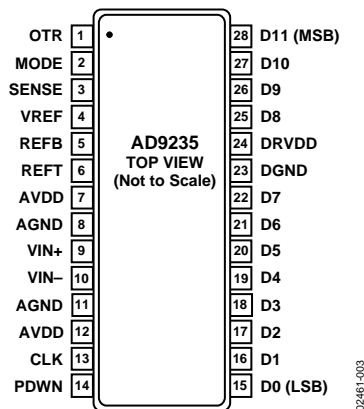 OTR 1
MODE 2
SENSE 3
VREF 4
REFB 5
REFT 6
AVDD 7
AGND 8
VIN+ 9
VIN– 10
AGND 11
AVDD 12
CLK 13
PDWN 14
AD9235
TOP VIEW
(Not to Scale)
28 D11 (MSB)
27 D10
26 D9
25 D8
24 DRVDD
23 DGND
22 D7
21 D6
20 D5
19 D4
18 D3
17 D2
16 D1
15 D0 (LSB)
02461-003